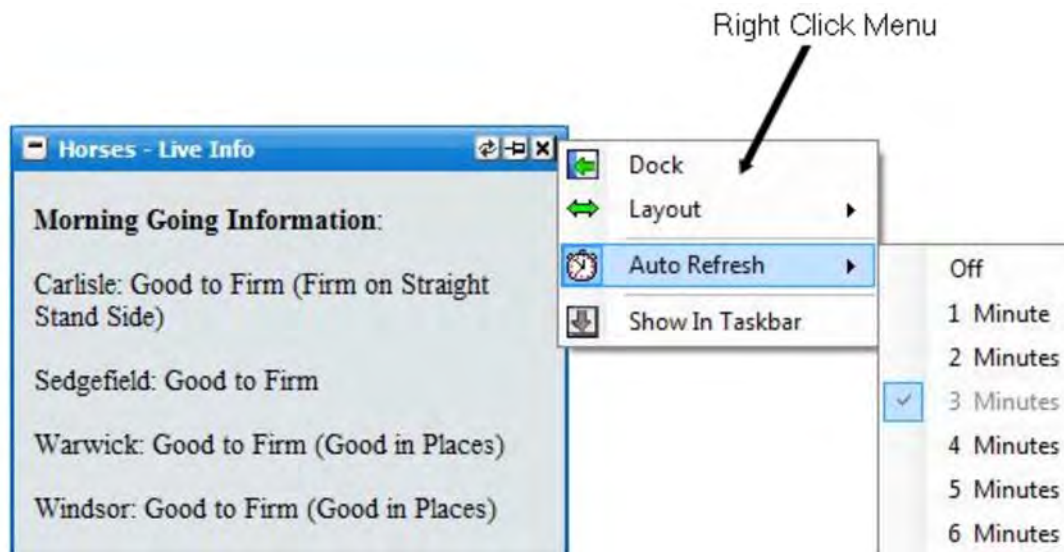 Right Click Menu
Horses - Live Info
Morning Going Information:
Carlisle: Good to Firm (Firm on Straight
Stand Side)
Sedgefield: Good to Firm
Warwick: Good to Firm (Good in Places)
Windsor: Good to Firm (Good in Places)
Dock
Layout
Auto Refresh
Show In Taskbar
Off
1 Minute
2 Minutes
3 Minutes
4 Minutes
5 Minutes
6 Minutes